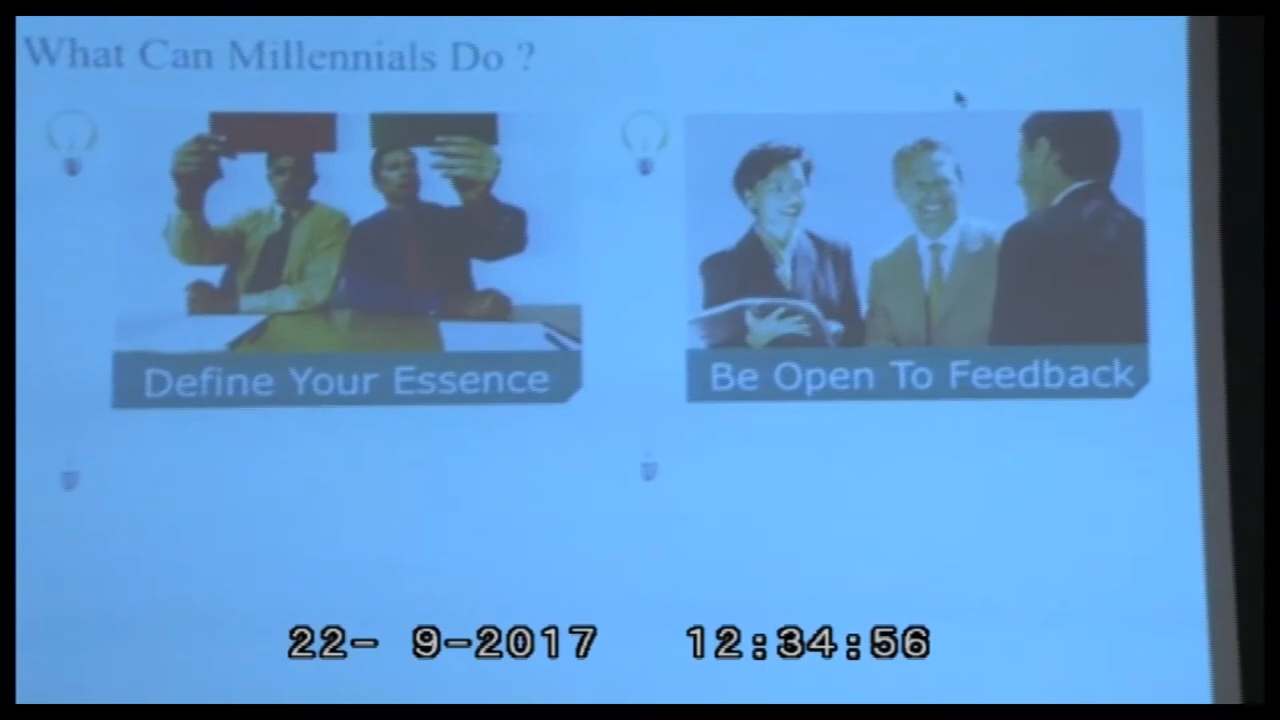 What Can Millennials Do ?
Define Your Essence
Be Open To Feedback
22- 9-2017 12:34:56